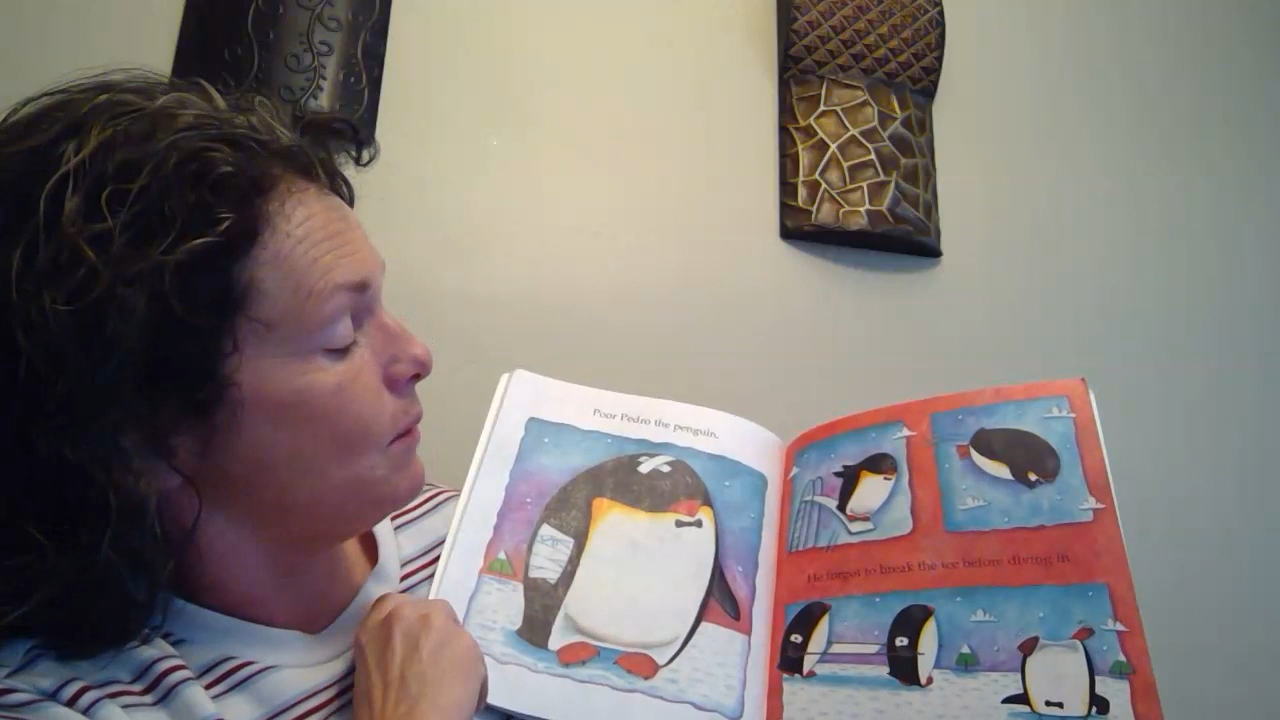 Poor Pedro the penguin.
He forgot to break the ice before diving in.